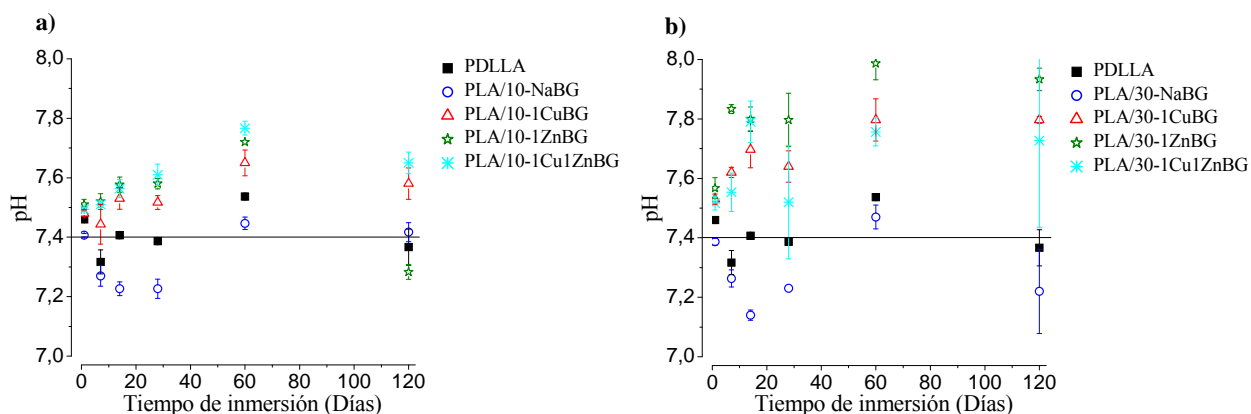 a)
8,0
7,8
7,6
7,4
7,2
7,0
pH
0 20 40 60 80 100 120
Tiempo de inmersión (Días)
PDLLA
PLA/10-NaBG
PLA/10-1CuBG
PLA/10-1ZnBG
PLA/10-1Cu1ZnBG
b)
8,0
7,8
7,6
7,4
7,2
7,0
pH
0 20 40 60 80 100 120
Tiempo de inmersión (Días)
PDLLA
PLA/30-NaBG
PLA/30-1CuBG
PLA/30-1ZnBG
PLA/30-1Cu1ZnBG